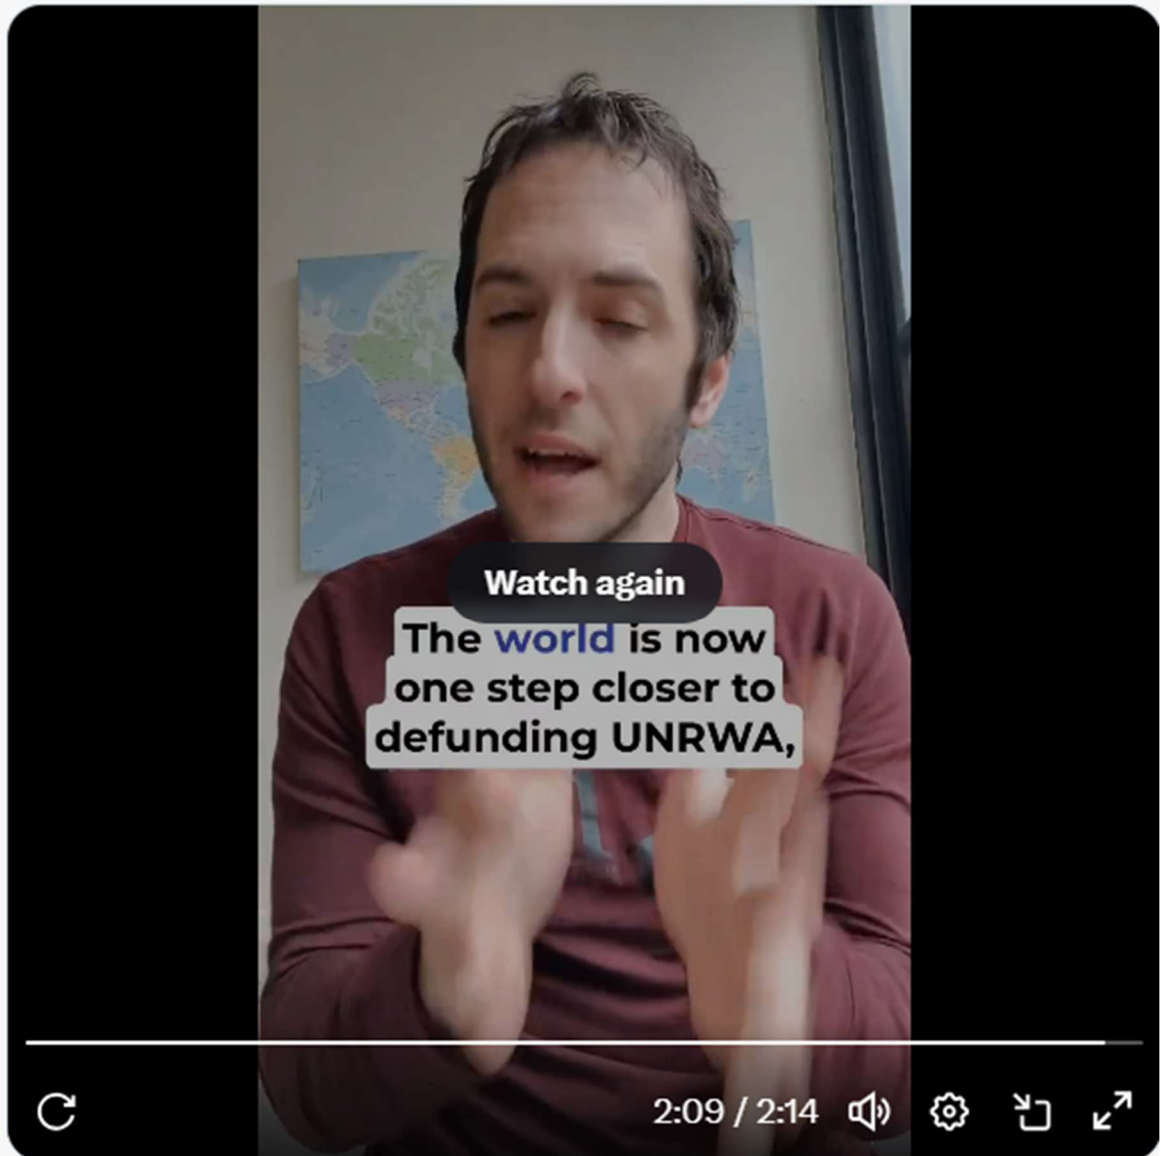 Watch again
The world is now
one step closer to
defunding UNRWA,
2:09 / 2:14